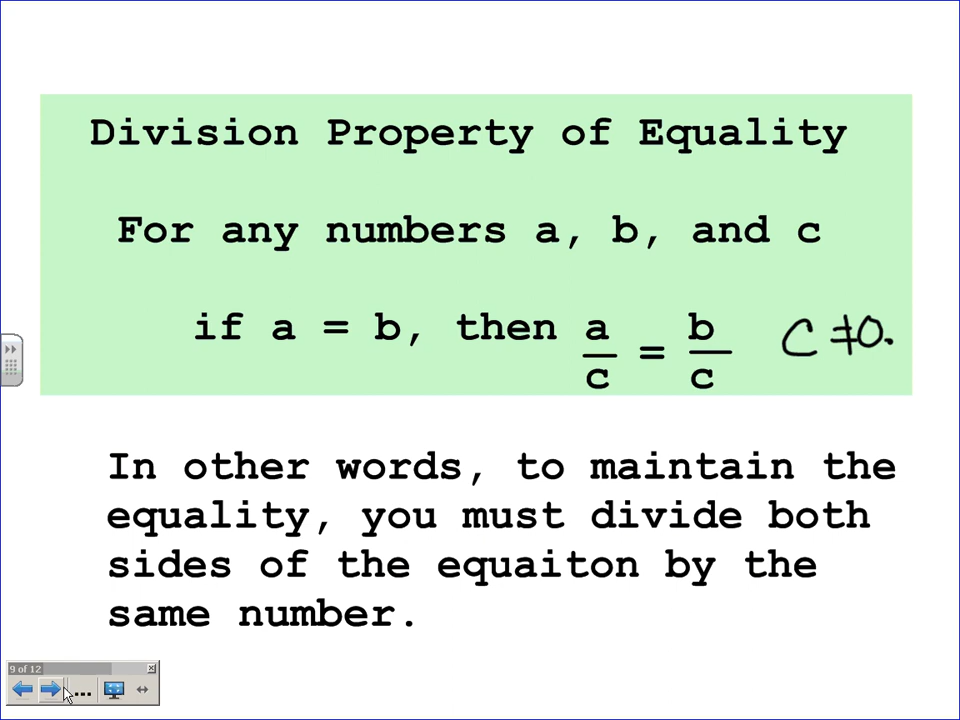 Division Property of Equality
For any numbers a, b, and c
if a = b, then a/c = b/c C ≠ 0.
In other words, to maintain the
equality, you must divide both
sides of the equaiton by the
same number.
9 of 12